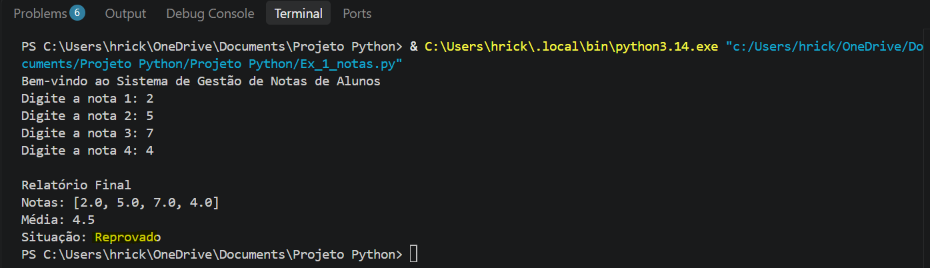 Problems 6 Output Debug Console Terminal Ports
PS C:\Users\hrick\OneDrive\Documents\Projeto Python> & C:\Users\hrick\.local\bin\python3.14.exe "c:/Users/hrick/OneDrive/Do
cuments/Projeto Python/Projeto Python/Ex_1_notas.py"
Bem-vindo ao Sistema de Gestão de Notas de Alunos
Digite a nota 1: 2
Digite a nota 2: 5
Digite a nota 3: 7
Digite a nota 4: 4
Relatório Final
Notas: [2.0, 5.0, 7.0, 4.0]
Média: 4.5
Situação: Reprovado
PS C:\Users\hrick\OneDrive\Documents\Projeto Python>